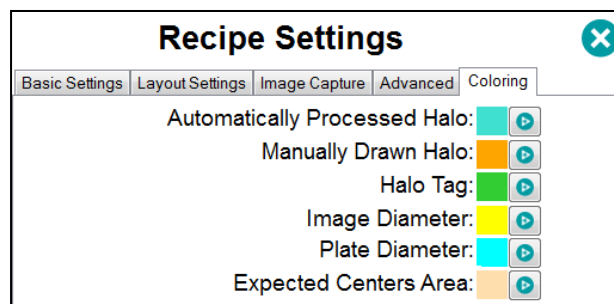 Recipe Settings
Basic Settings Layout Settings Image Capture Advanced Coloring
Automatically Processed Halo:
Manually Drawn Halo:
Halo Tag:
Image Diameter:
Plate Diameter:
Expected Centers Area: